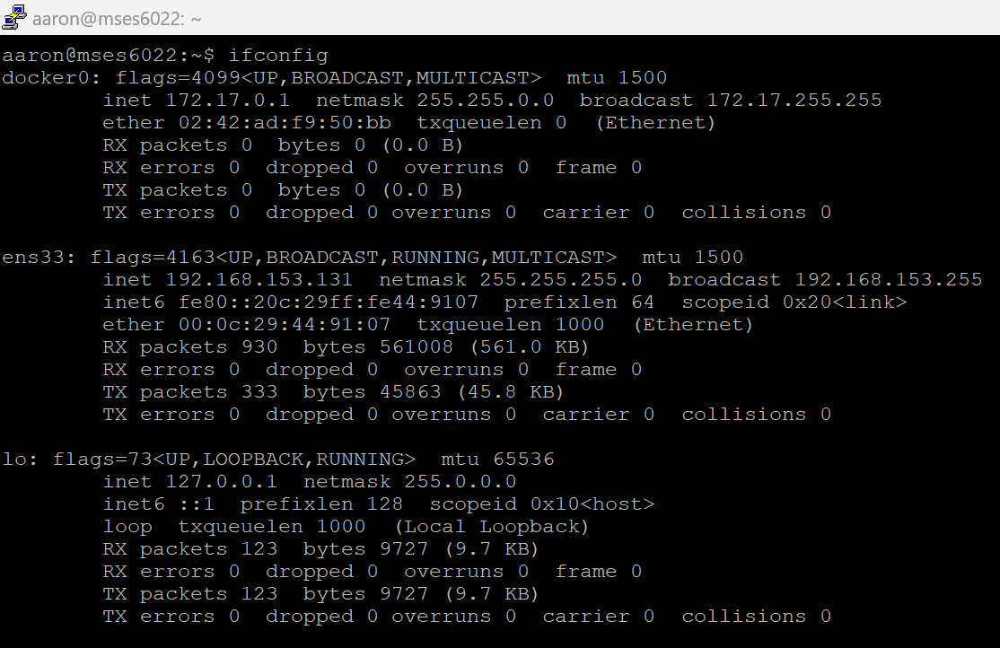 aaron@mses6022: ~
aaron@mses6022:~$ ifconfig
docker0: flags=4099<UP,BROADCAST,MULTICAST>  mtu 1500
        inet 172.17.0.1  netmask 255.255.0.0  broadcast 172.17.255.255
        ether 02:42:ad:f9:50:bb  txqueuelen 0  (Ethernet)
        RX packets 0  bytes 0 (0.0 B)
        RX errors 0  dropped 0  overruns 0  frame 0
        TX packets 0  bytes 0 (0.0 B)
        TX errors 0  dropped 0 overruns 0  carrier 0  collisions 0

ens33: flags=4163<UP,BROADCAST,RUNNING,MULTICAST>  mtu 1500
        inet 192.168.153.131  netmask 255.255.255.0  broadcast 192.168.153.255
        inet6 fe80::20c:29ff:fe44:9107  prefixlen 64  scopeid 0x20<link>
        ether 00:0c:29:44:91:07  txqueuelen 1000  (Ethernet)
        RX packets 930  bytes 561008 (561.0 KB)
        RX errors 0  dropped 0  overruns 0  frame 0
        TX packets 333  bytes 45863 (45.8 KB)
        TX errors 0  dropped 0 overruns 0  carrier 0  collisions 0

lo: flags=73<UP,LOOPBACK,RUNNING>  mtu 65536
        inet 127.0.0.1  netmask 255.0.0.0
        inet6 ::1  prefixlen 128  scopeid 0x10<host>
        loop  txqueuelen 1000  (Local Loopback)
        RX packets 123  bytes 9727 (9.7 KB)
        RX errors 0  dropped 0  overruns 0  frame 0
        TX packets 123  bytes 9727 (9.7 KB)
        TX errors 0  dropped 0 overruns 0  carrier 0  collisions 0